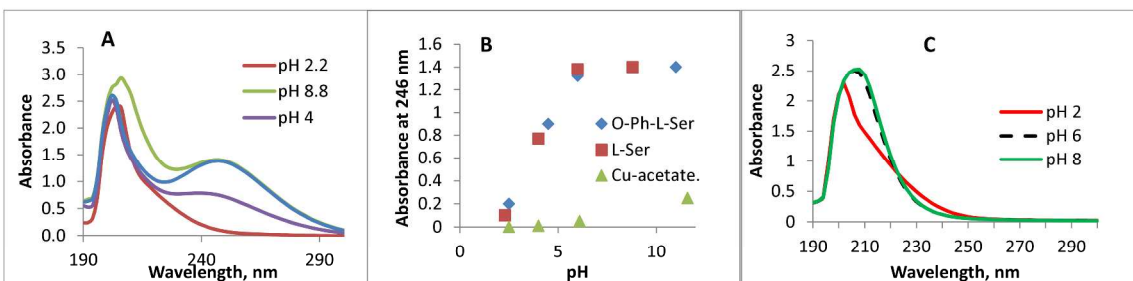 A
Absorbance
3.5
3.0
2.5
2.0
1.5
1.0
0.5
0.0
190
240
290
Wavelength, nm
pH 2.2
pH 8.8
pH 4
B
Absorbance at 246 nm
1.6
1.4
1.2
1
0.8
0.6
0.4
0.2
0
0
5
10
pH
O-Ph-L-Ser
L-Ser
Cu-acetate.
C
Absorbance
3
2.5
2
1.5
1
0.5
0
190
210
230
250
270
290
Wavelength, nm
pH 2
pH 6
pH 8